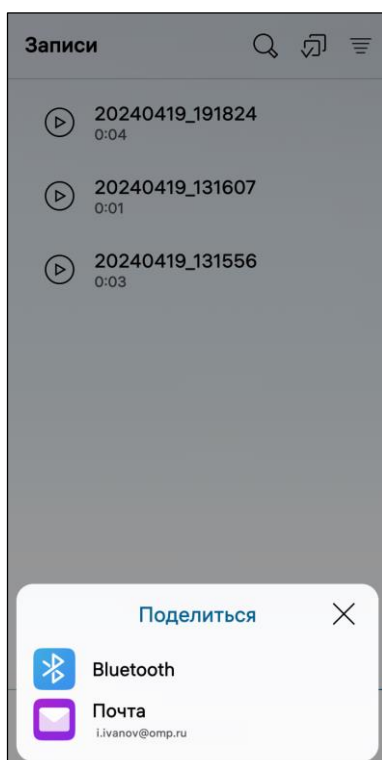 Записи
20240419_191824
0:04
20240419_131607
0:01
20240419_131556
0:03
Поделиться
Bluetooth
Почта
i.ivanov@omp.ru